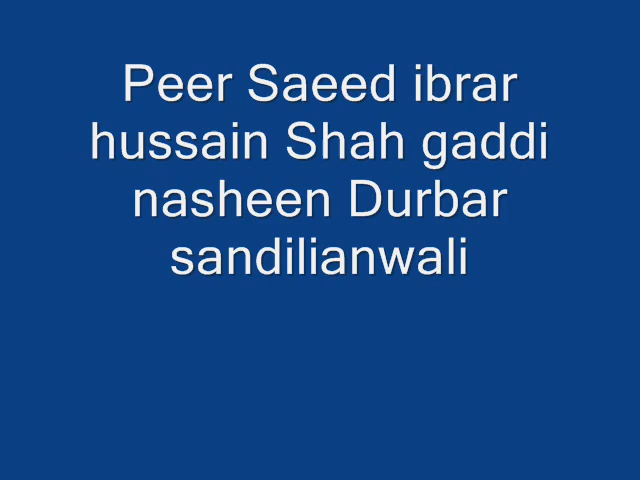 Peer Saeed ibrar
hussain Shah gaddi
nasheen Durbar
sandilianwali